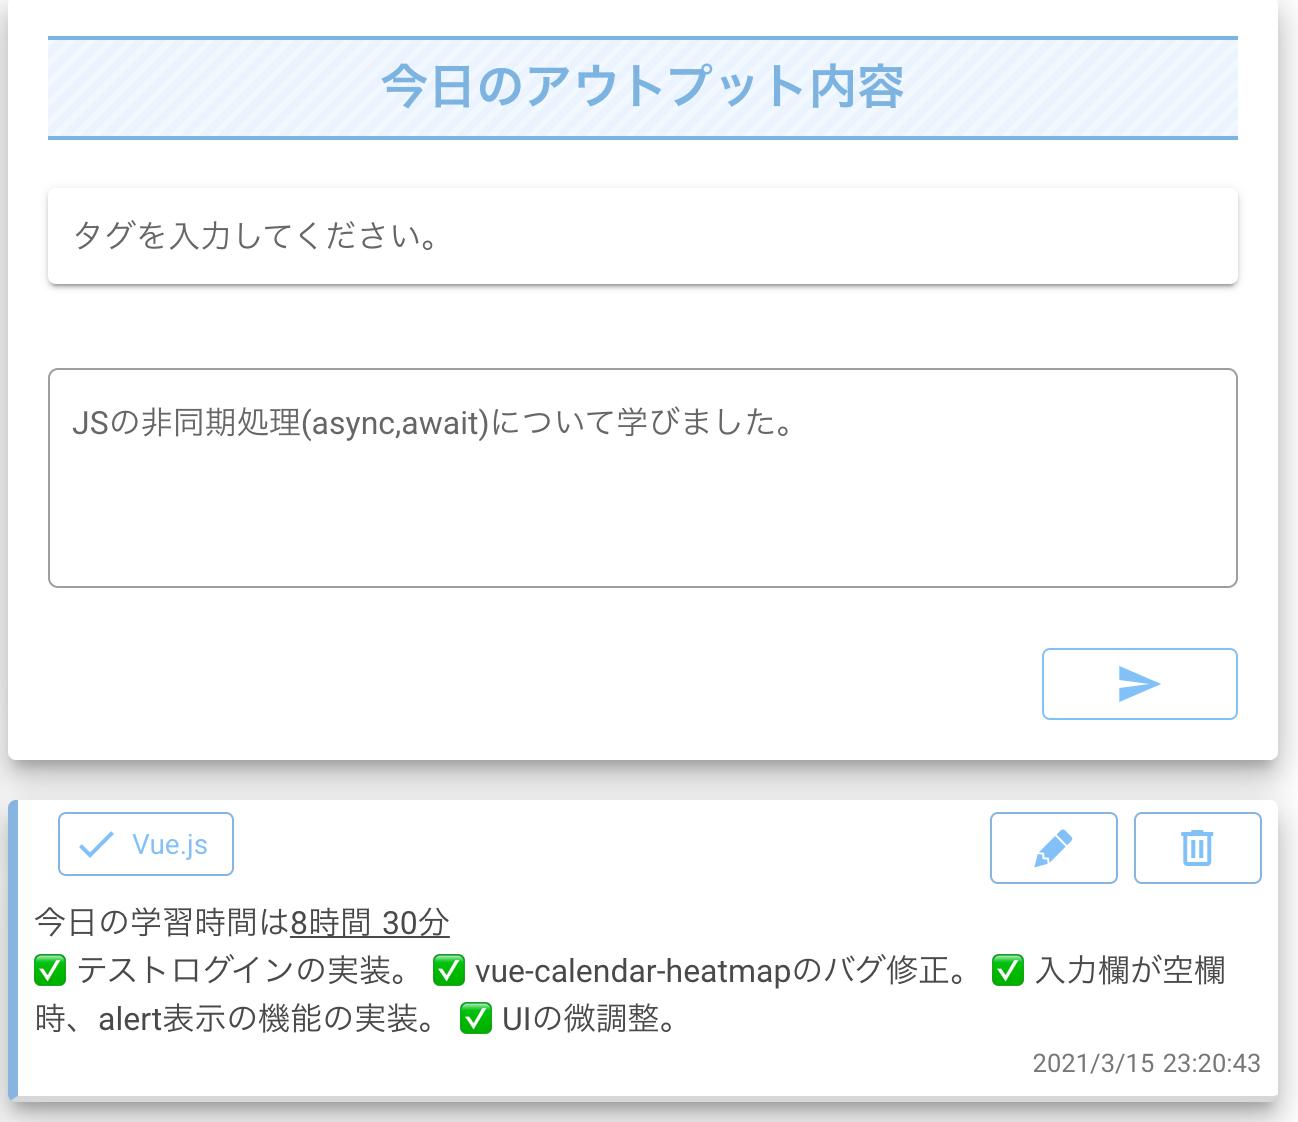 今日のアウトプット内容
タグを入力してください。
JSの非同期処理(async,await)について学びました。
Vue.js
今日の学習時間は8時間 30分
✅ テストログインの実装。 ✅ vue-calendar-heatmapのバグ修正。 ✅ 入力欄が空欄
時、alert表示の機能の実装。 ✅ UIの微調整。
2021/3/15 23:20:43